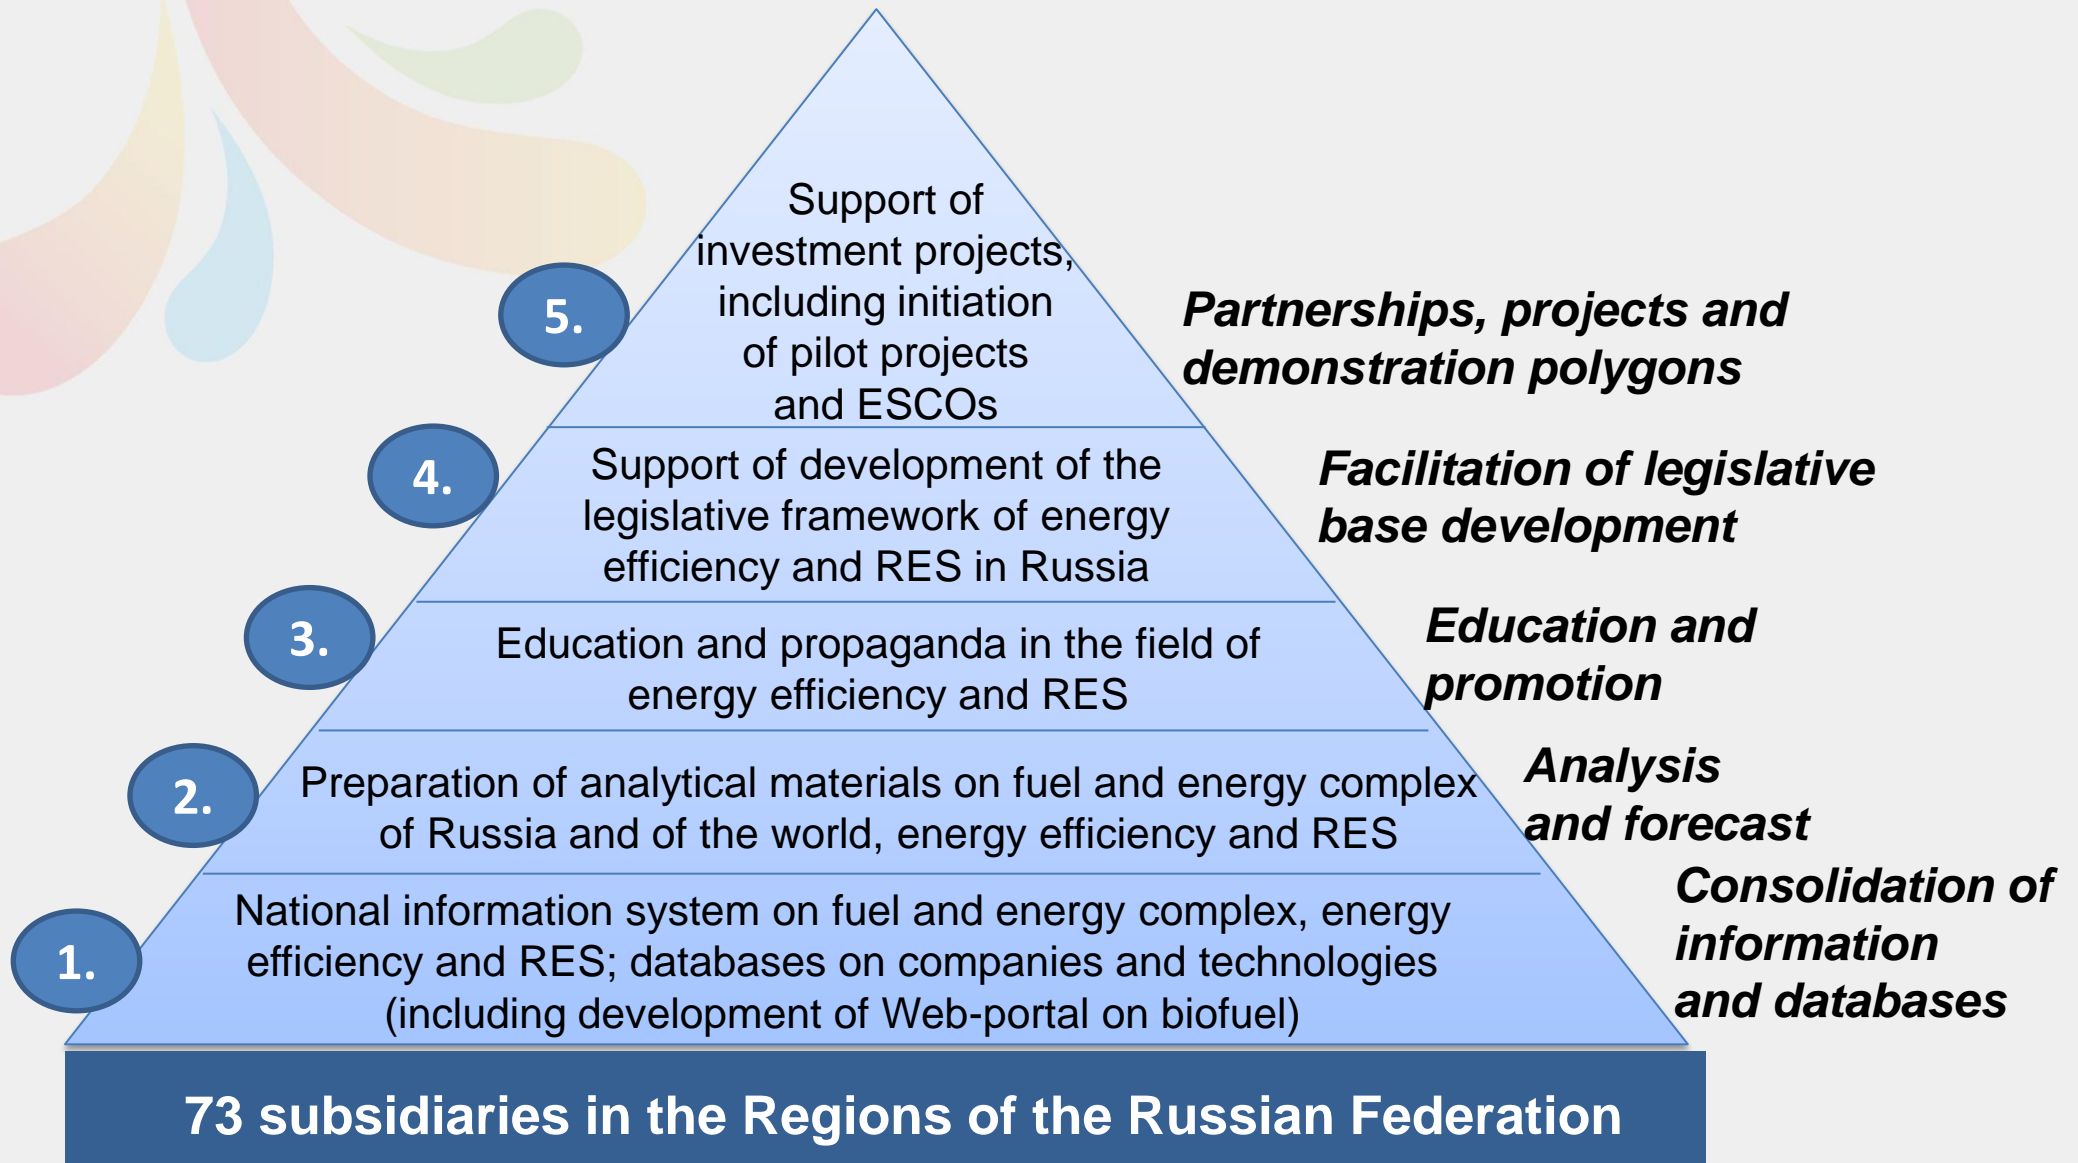 5.
Support of
investment projects,
including initiation
of pilot projects
and ESCOs
Partnerships, projects and
demonstration polygons
4.
Support of development of the
legislative framework of energy
efficiency and RES in Russia
Facilitation of legislative
base development
3.
Education and propaganda in the field of
energy efficiency and RES
Education and
promotion
2.
Preparation of analytical materials on fuel and energy complex
of Russia and of the world, energy efficiency and RES
Analysis
and forecast
1.
National information system on fuel and energy complex, energy
efficiency and RES; databases on companies and technologies
(including development of Web-portal on biofuel)
Consolidation of
information
and databases
73 subsidiaries in the Regions of the Russian Federation